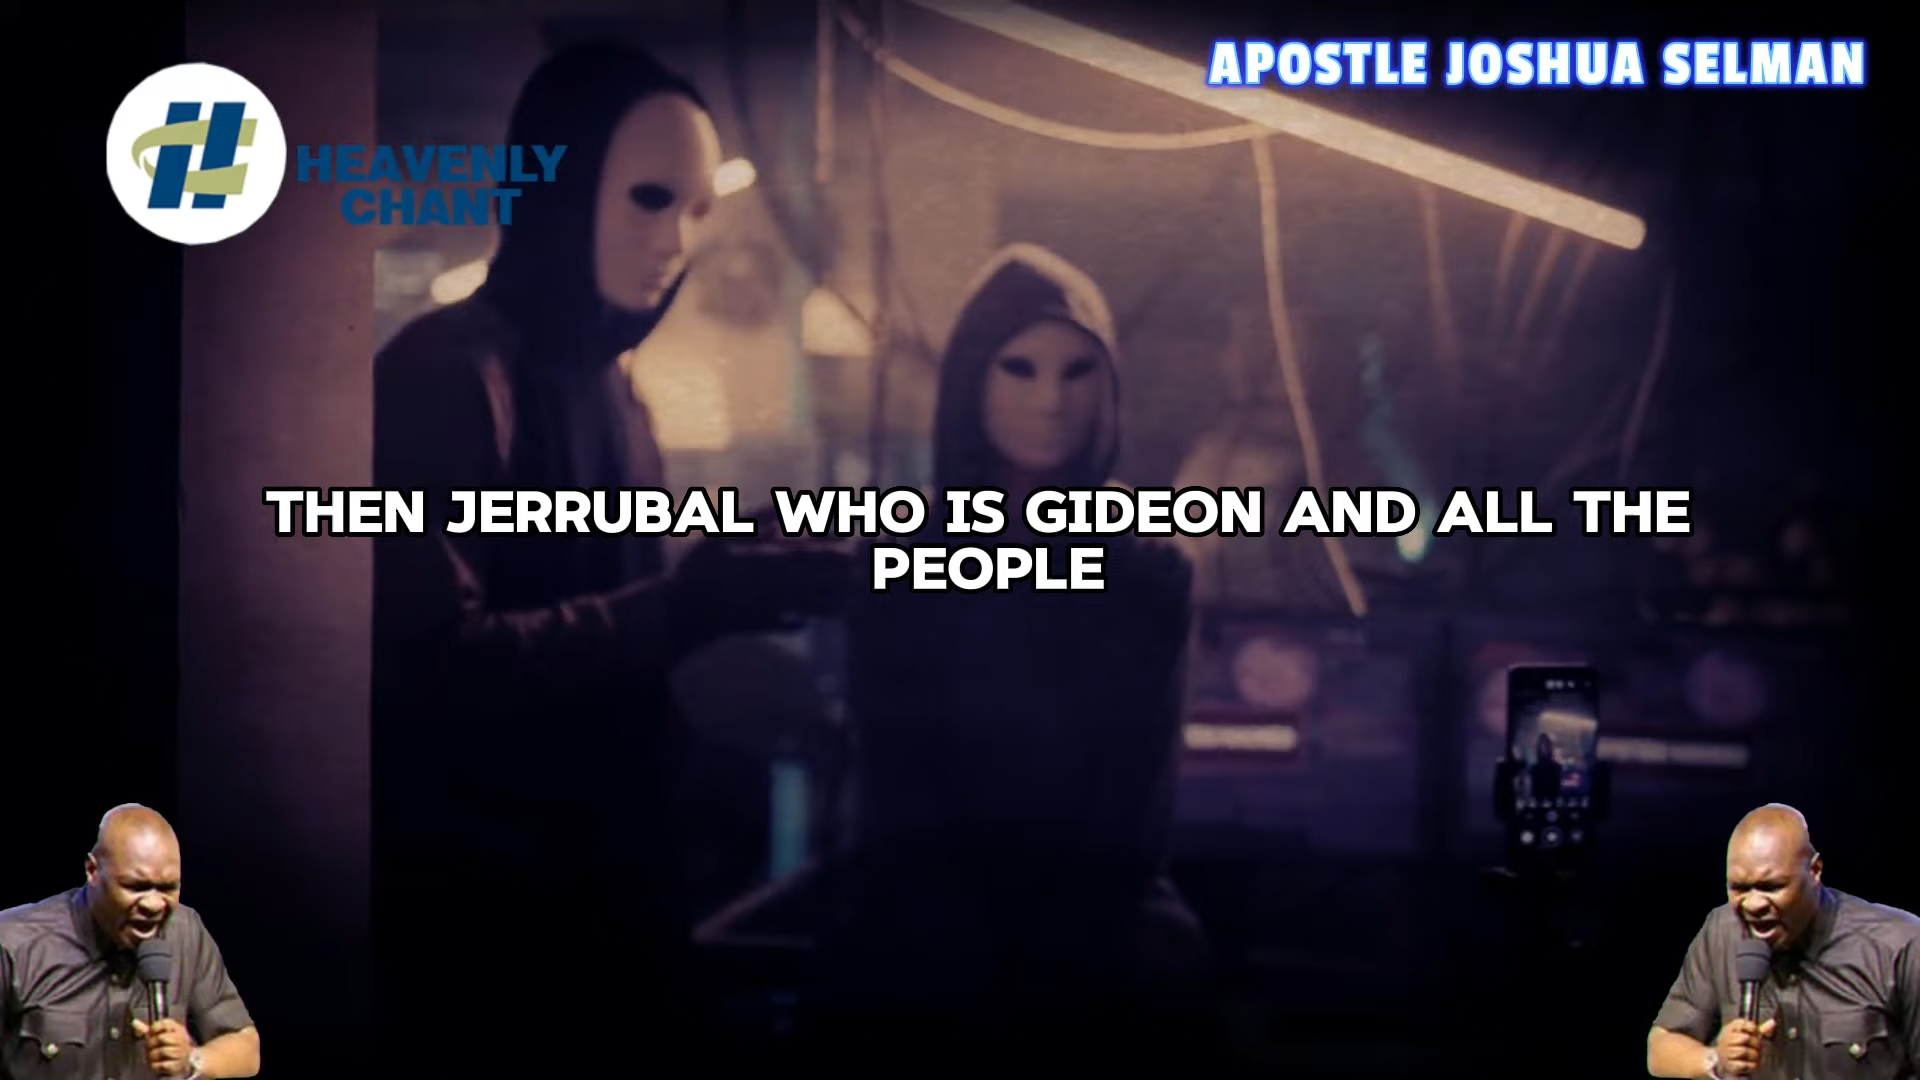 APOSTLE JOSHUA SELMAN
HEAVENLY
CHANT
THEN JERRUBAL WHO IS GIDEON AND ALL THE
PEOPLE